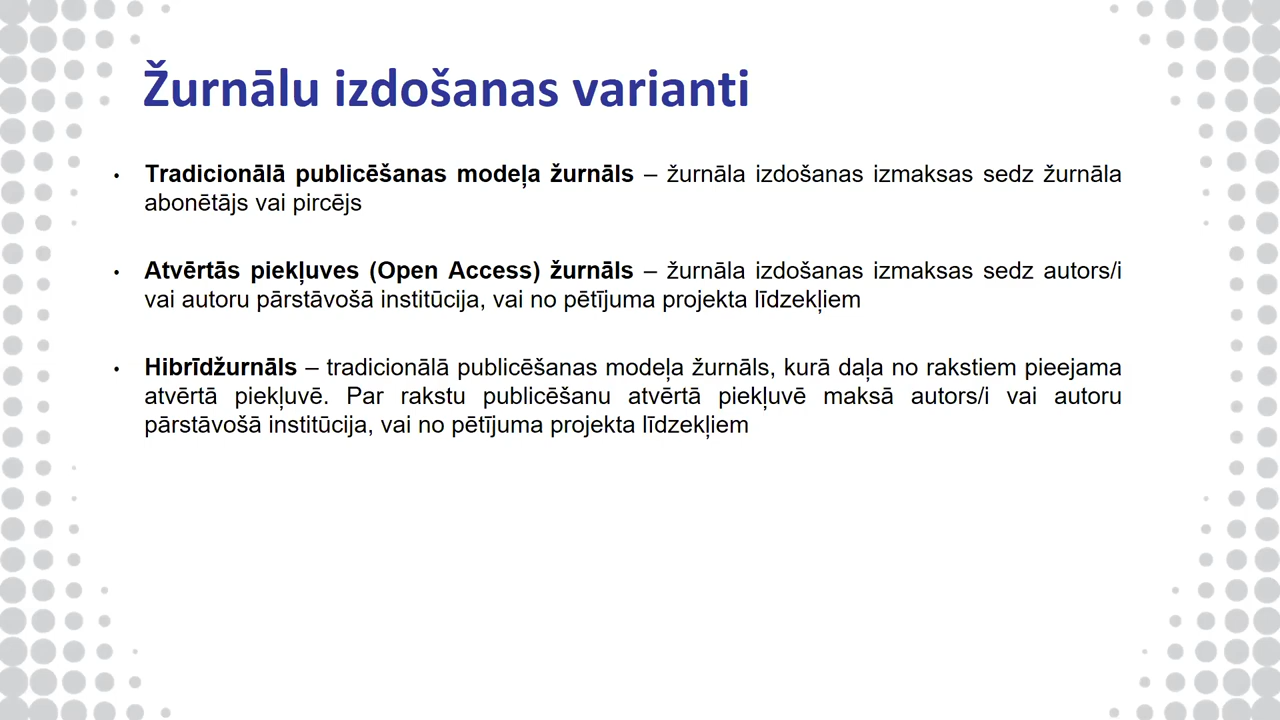 Žurnālu izdošanas varianti
• Tradicionālā publicēšanas modeļa žurnāls – žurnāla izdošanas izmaksas sedz žurnāla
abonētājs vai pircējs
• Atvērtās piekļuves (Open Access) žurnāls – žurnāla izdošanas izmaksas sedz autors/i
vai autoru pārstāvošā institūcija, vai no pētījuma projekta līdzekļiem
• Hibrīdžurnāls – tradicionālā publicēšanas modeļa žurnāls, kurā daļa no rakstiem pieejama
atvērtā piekļuvē. Par rakstu publicēšanu atvērtā piekļuvē maksā autors/i vai autoru
pārstāvošā institūcija, vai no pētījuma projekta līdzekļiem